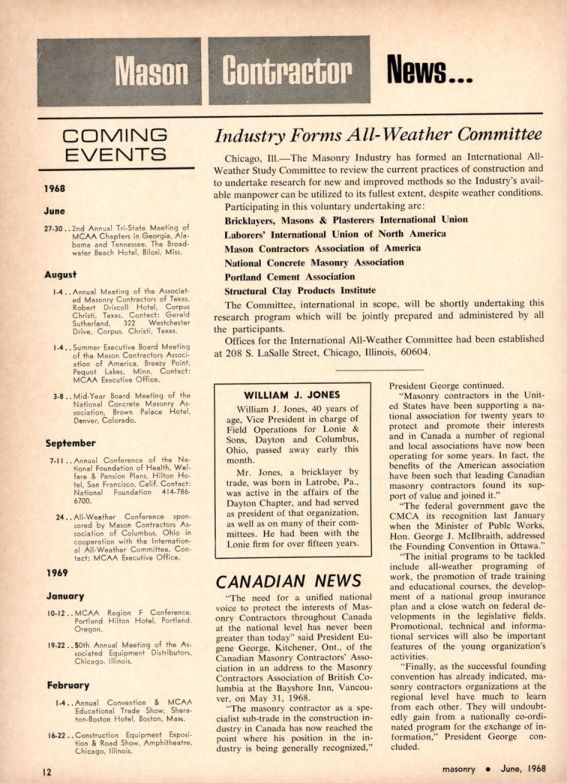 Mason Contractor News...
COMING
EVENTS
1968
June
27-30..2nd Annual Tri-State Meeting of
MCAA Chapters in Georgia, Ala-
bama and Tennessee. The Broad-
water Beach Hotel, Biloxi, Miss.
August
1-4..Annual Meeting of the Associat-
ed Masonry Contractors of Texas.
Robert Driscoll Hotel, Corpus
Christi, Texas. Contact: Gerald
Sutherland, 322 Westchester
Drive, Corpus. Christi, Texas.
1-4..Summer Executive Board Meeting
of the Mason Contractors Associ-
ation of America, Breezy Point,
Pequot Lakes, Minn. Contact:
MCAA Executive Office.
3-8..Mid-Year Board Meeting of the
National Concrete Masonry As-
sociation, Brown Palace Hotel,
Denver, Colorado.
September
7-11..Annual Conference of the Na-
tional Foundation of Health, Wel-
fare & Pension Plans, Hilton Ho-
tel, San Francisco, Calif. Contact:
National Foundation 414-786-
6700.
24..All-Weather Conference spon-
sored by Mason Contractors As-
sociation of Columbus, Ohio in
cooperation with the Internation-
al All-Weather Committee. Con-
tact: MCAA Executive Office.
1969
January
10-12..MCAA Region F Conference.
Portland Hilton Hotel, Portland,
Oregon.
19-22..50th Annual Meeting of the As-
sociated Equipment Distributors,
Chicago, Illinois.
February
1-4..Annual Convention & MCAA
Educational Trade Show, Shera-
ton-Boston Hotel, Boston, Mass.
16-22..Construction Equipment Exposi-
tion & Road Show, Amphitheatre,
Chicago, Illinois.
Industry Forms All-Weather Committee
Chicago, Ill.—The Masonry Industry has formed an International All-
Weather Study Committee to review the current practices of construction and
to undertake research for new and improved methods so the Industry's avail-
able manpower can be utilized to its fullest extent, despite weather conditions.
Participating in this voluntary undertaking are:
Bricklayers, Masons & Plasterers International Union
Laborers' International Union of North America
Mason Contractors Association of America
National Concrete Masonry Association
Portland Cement Association
Structural Clay Products Institute
The Committee, international in scope, will be shortly undertaking this
research program which will be jointly prepared and administered by all
the participants.
Offices for the International All-Weather Committee had been established
at 208 S. LaSalle Street, Chicago, Illinois, 60604.
WILLIAM J. JONES
William J. Jones, 40 years of
age, Vice President in charge of
Field Operations for Lonie &
Sons, Dayton and Columbus,
Ohio, passed away early this
month.
Mr. Jones, a bricklayer by
trade, was born in Latrobe, Pa.,
was active in the affairs of the
Dayton Chapter, and had served
as president of that organization,
as well as on many of their com-
mittees. He had been with the
Lonie firm for over fifteen years.
CANADIAN NEWS
"The need for a unified national
voice to protect the interests of Mas-
onry Contractors throughout Canada
at the national level has never been
greater than today" said President Eu-
gene George, Kitchener, Ont., of the
Canadian Masonry Contractors' Asso-
ciation in an address to the Masonry
Contractors Association of British Co-
lumbia at the Bayshore Inn, Vancou-
ver, on May 31, 1968.
"The masonry contractor as a spe-
cialist sub-trade in the construction in-
dustry in Canada has now reached the
point where his position in the in-
dustry is being generally recognized,"
President George continued.
"Masonry contractors in the Unit-
ed States have been supporting a na-
tional association for twenty years to
protect and promote their interests
and in Canada a number of regional
and local associations have now been
operating for some years. In fact, the
benefits of the American association
have been such that leading Canadian
masonry contractors found its sup-
port of value and joined it."
"The federal government gave the
CMCA its recognition last January
when the Minister of Publc Works,
Hon. George J. McIlbraith, addressed
the Founding Convention in Ottawa."
"The initial programs to be tackled
include all-weather programing of
work, the promotion of trade training
and educational courses, the develop-
ment of a national group insurance
plan and a close watch on federal de-
velopments in the legislative fields.
Promotional, technical and informa-
tional services will also be important
features of the young organization's
activities.
"Finally, as the successful founding
convention has already indicated, ma-
sonry contractors organizations at the
regional level have much to learn
from each other. They will undoubt-
edly gain from a nationally co-ordi-
nated program for the exchange of in-
formation," President George con-
cluded.
12
masonry • June, 1968